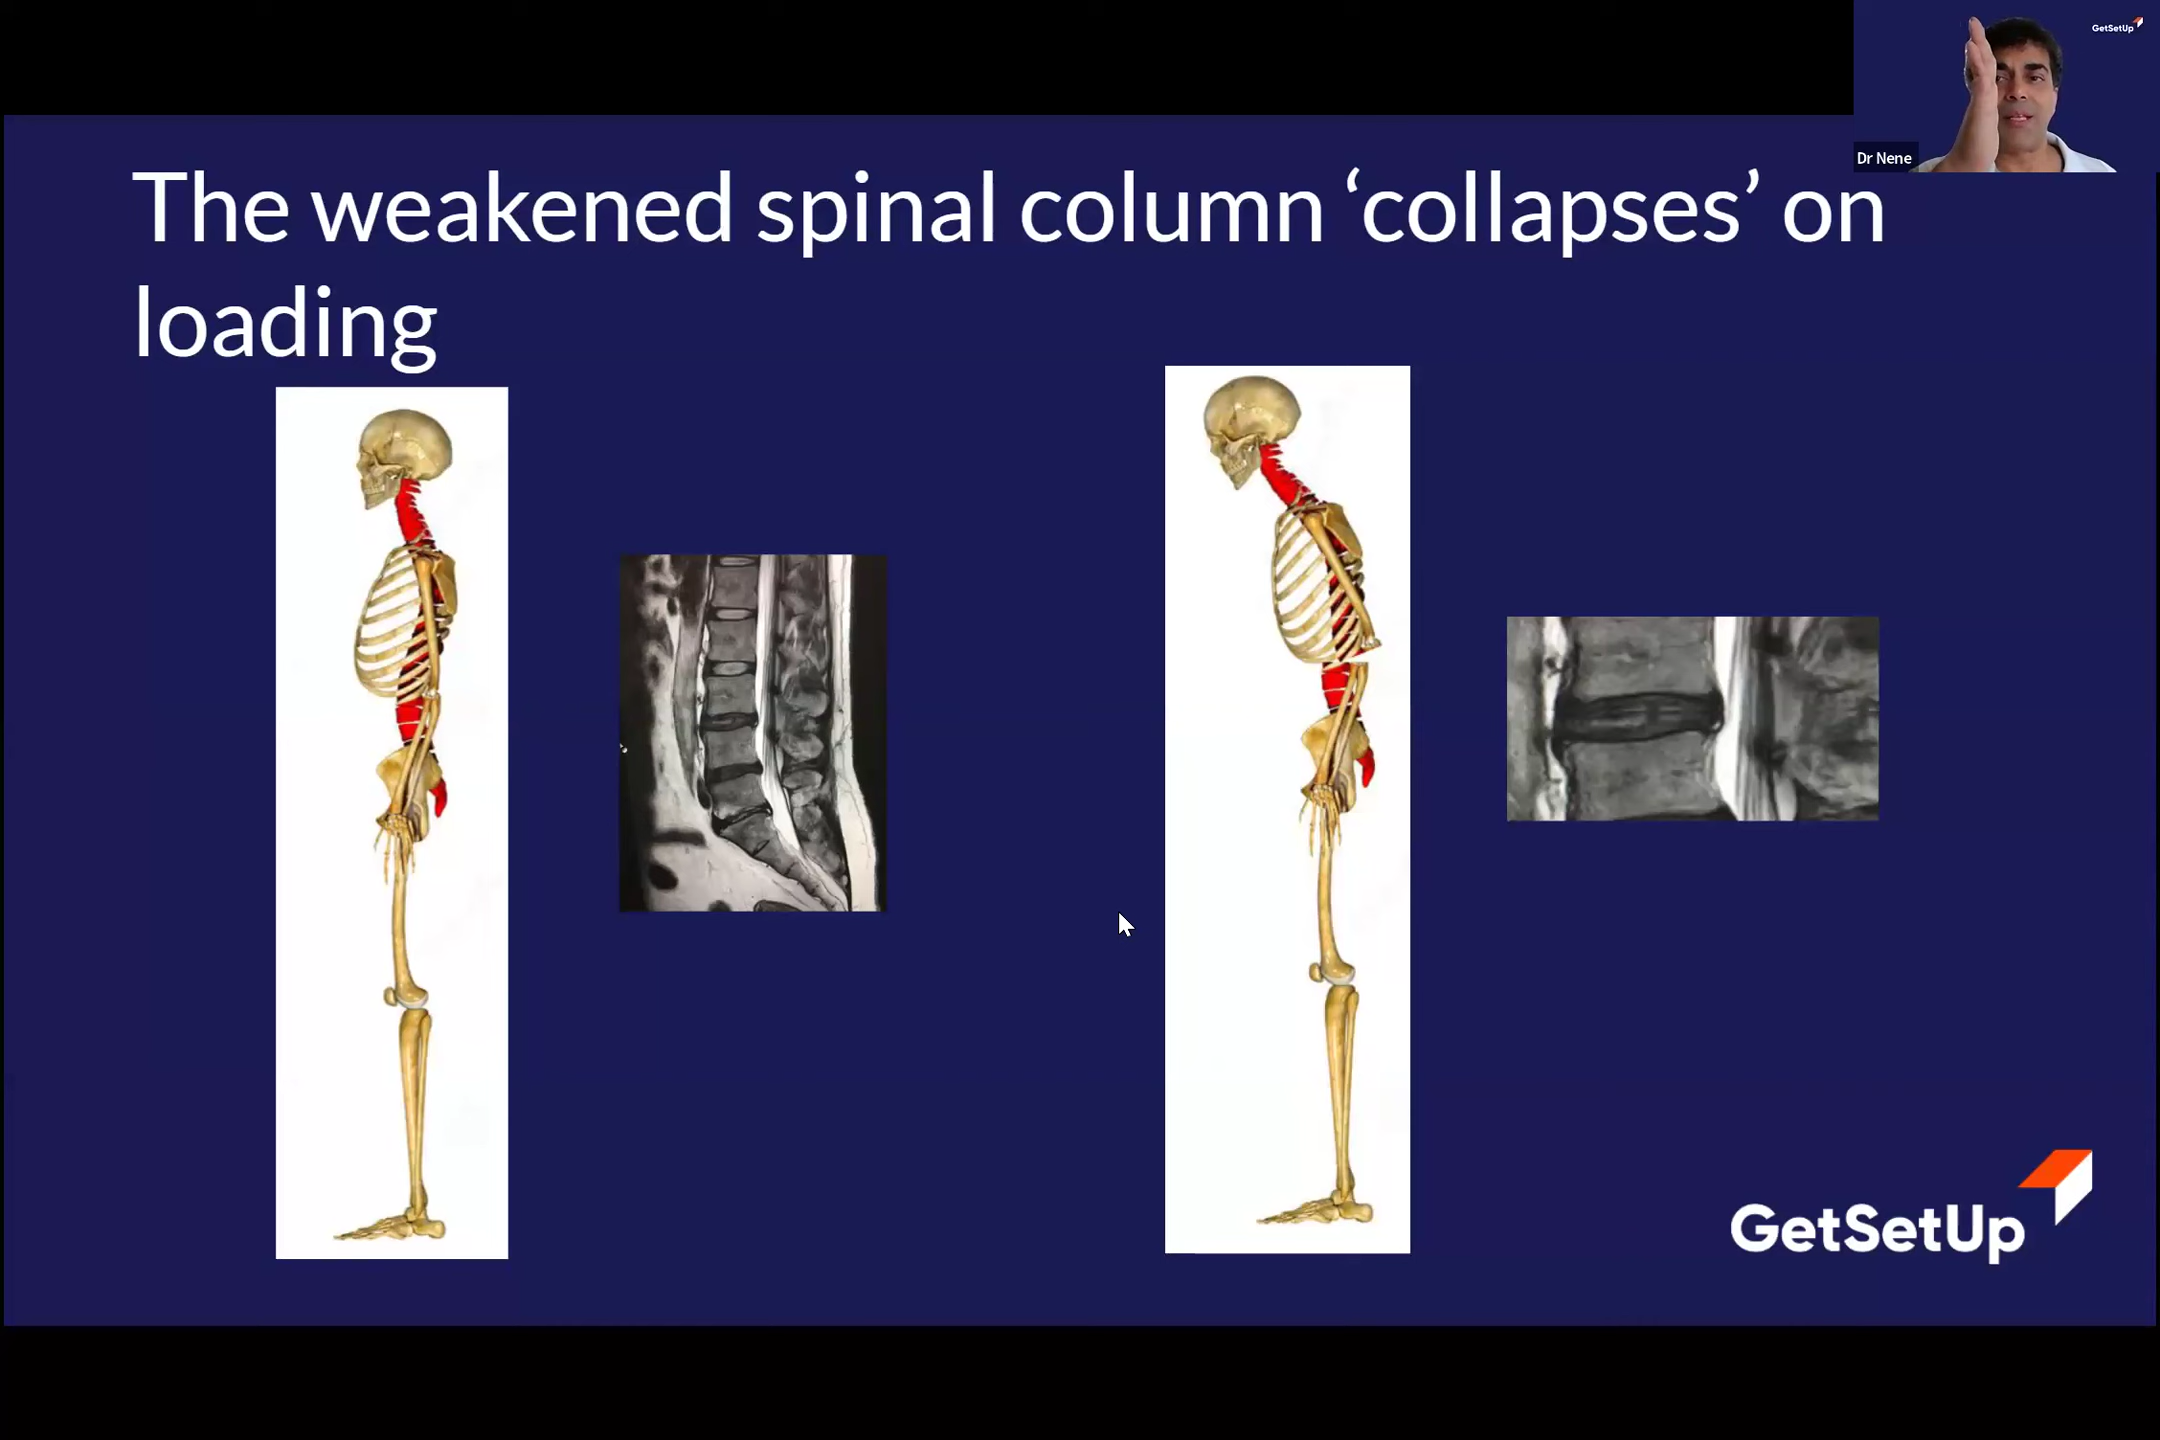 GetSetUp
Dr Nene
The weakened spinal column ‘collapses’ on
loading
GetSetUp